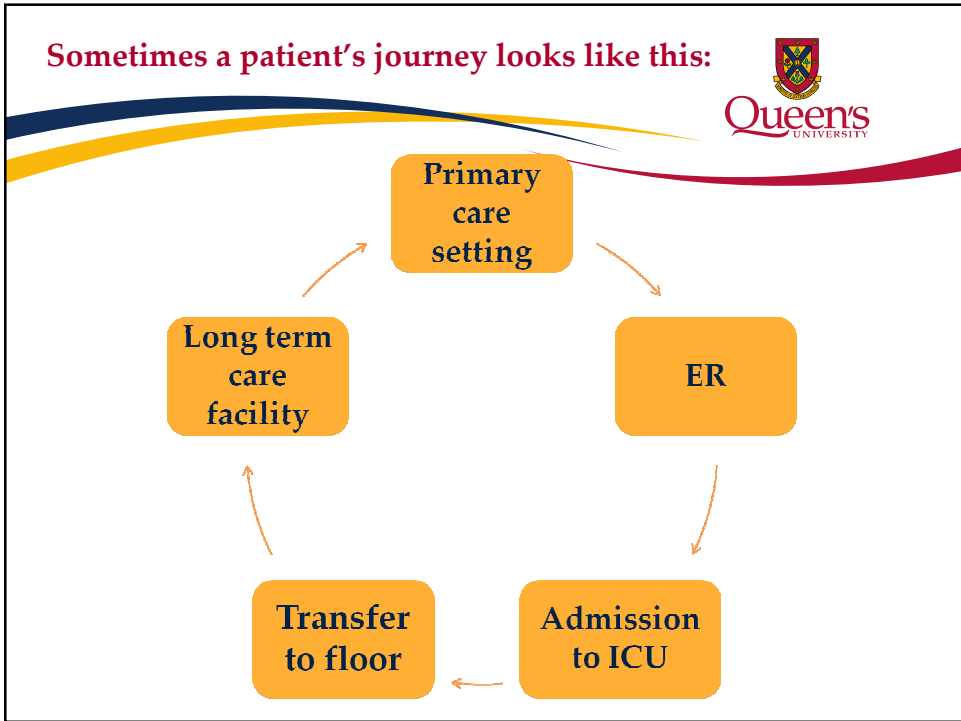 Sometimes a patient’s journey looks like this:
Queen's
UNIVERSITY
Primary
care
setting
ER
Admission
to ICU
Transfer
to floor
Long term
care
facility